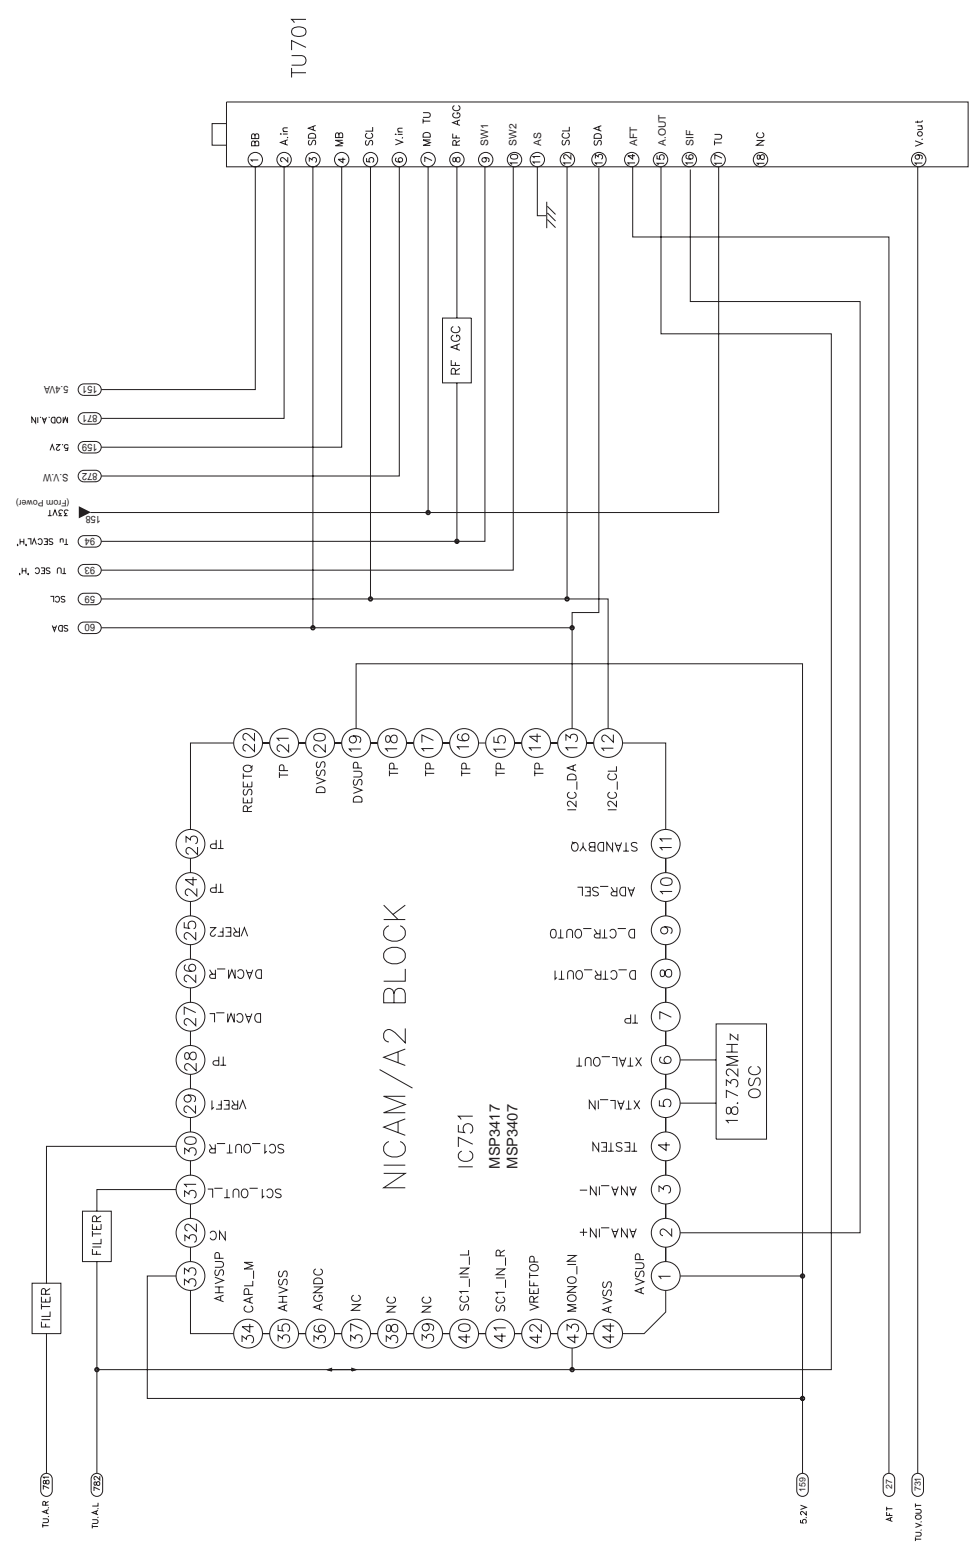 TU701
1 BB
2 A.in
3 SDA
4 MB
5 SCL
6 V.in
7 MD TU
8 RF AGC
9 SW1
10 SW2
11 AS
12 SCL
13 SDA
14 AFT
15 A.OUT
16 SIF
17 TU
18 NC
19 V.out
RF AGC
5.4VA 151
MOD.A.IN 871
5.2V 159
S.V.W 872
(From Power)
33VT 158
Tu SECVL"H" 94
TU SEC "H" 93
SCL 59
SDA 60
22 RESETQ
21 TP
20 DVSS
19 DVSUP
18 TP
17 TP
16 TP
15 TP
14 TP
13 I2C_DA
12 I2C_CL
23 TP
24 TP
25 VREF2
26 DACM_R
27 DACM_L
28 TP
29 VREF1
30 SC1_OUT_R
31 SC1_OUT_L
32 NC
33 AHVSUP
11 STANDBYQ
10 ADR_SEL
9 D_CTR_OUT0
8 D_CTR_OUT1
7 TP
6 XTAL_OUT
5 XTAL_IN
4 TESTEN
3 ANA_IN-
2 ANA_IN+
1 AVSUP
NICAM/A2 BLOCK
IC751
MSP3417
MSP3407
18.732MHz
OSC
34 CAPL_M
35 AHVSS
36 AGNDC
37 NC
38 NC
39 NC
40 SC1_IN_L
41 SC1_IN_R
42 VREFTOP
43 MONO_IN
44 AVSS
FILTER
FILTER
TU.A.R 781
TU.A.L 782
5.2V 159
AFT 27
TU.V.OUT 731